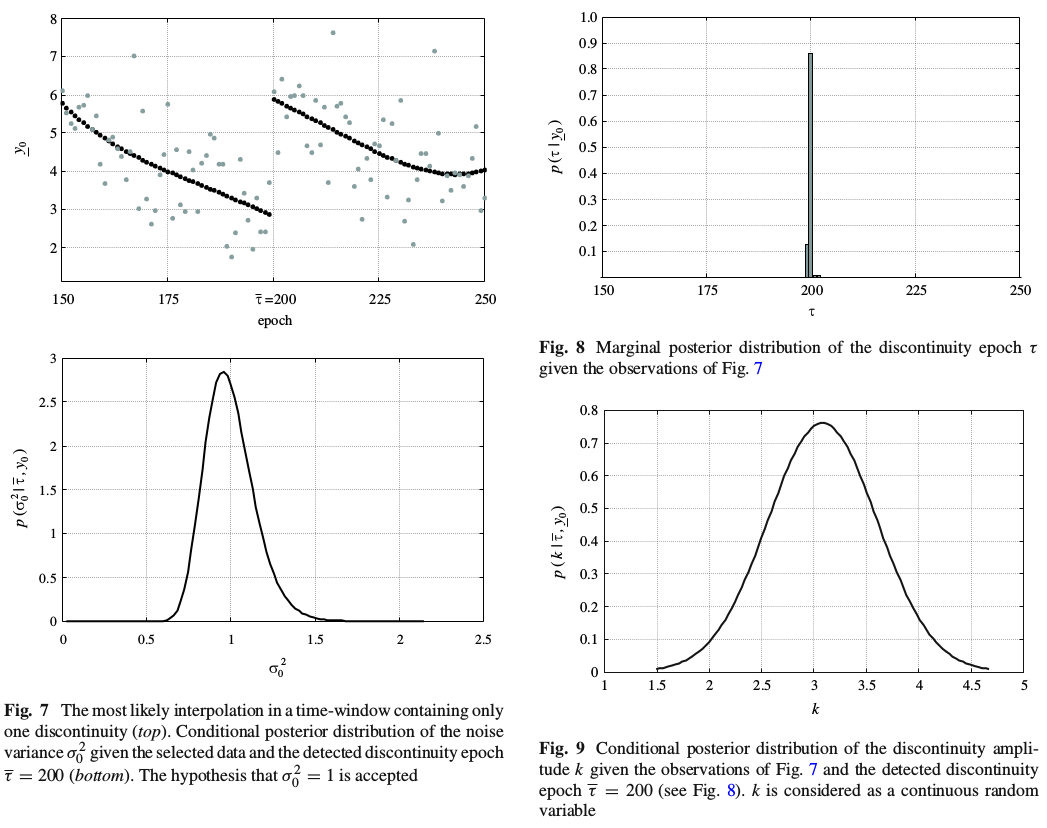 8
7
6
5
4
3
2
y̲₀
150 175 τ̅=200 225 250
epoch
3
2.5
2
1.5
1
0.5
0
p (σ₀² | τ̅, y₀)
0 0.5 1 1.5 2 2.5
σ₀²
Fig. 7 The most likely interpolation in a time-window containing only
one discontinuity (top). Conditional posterior distribution of the noise
variance σ₀² given the selected data and the detected discontinuity epoch
τ̅ = 200 (bottom). The hypothesis that σ₀² = 1 is accepted
1.0
0.9
0.8
0.7
0.6
0.5
0.4
0.3
0.2
0.1
p (τ | y̲₀)
150 175 200 225 250
τ
Fig. 8 Marginal posterior distribution of the discontinuity epoch τ
given the observations of Fig. 7
0.8
0.7
0.6
0.5
0.4
0.3
0.2
0.1
0
p (k | τ̅, y̲₀)
1 1.5 2 2.5 3 3.5 4 4.5 5
k
Fig. 9 Conditional posterior distribution of the discontinuity ampli-
tude k given the observations of Fig. 7 and the detected discontinuity
epoch τ̅ = 200 (see Fig. 8). k is considered as a continuous random
variable